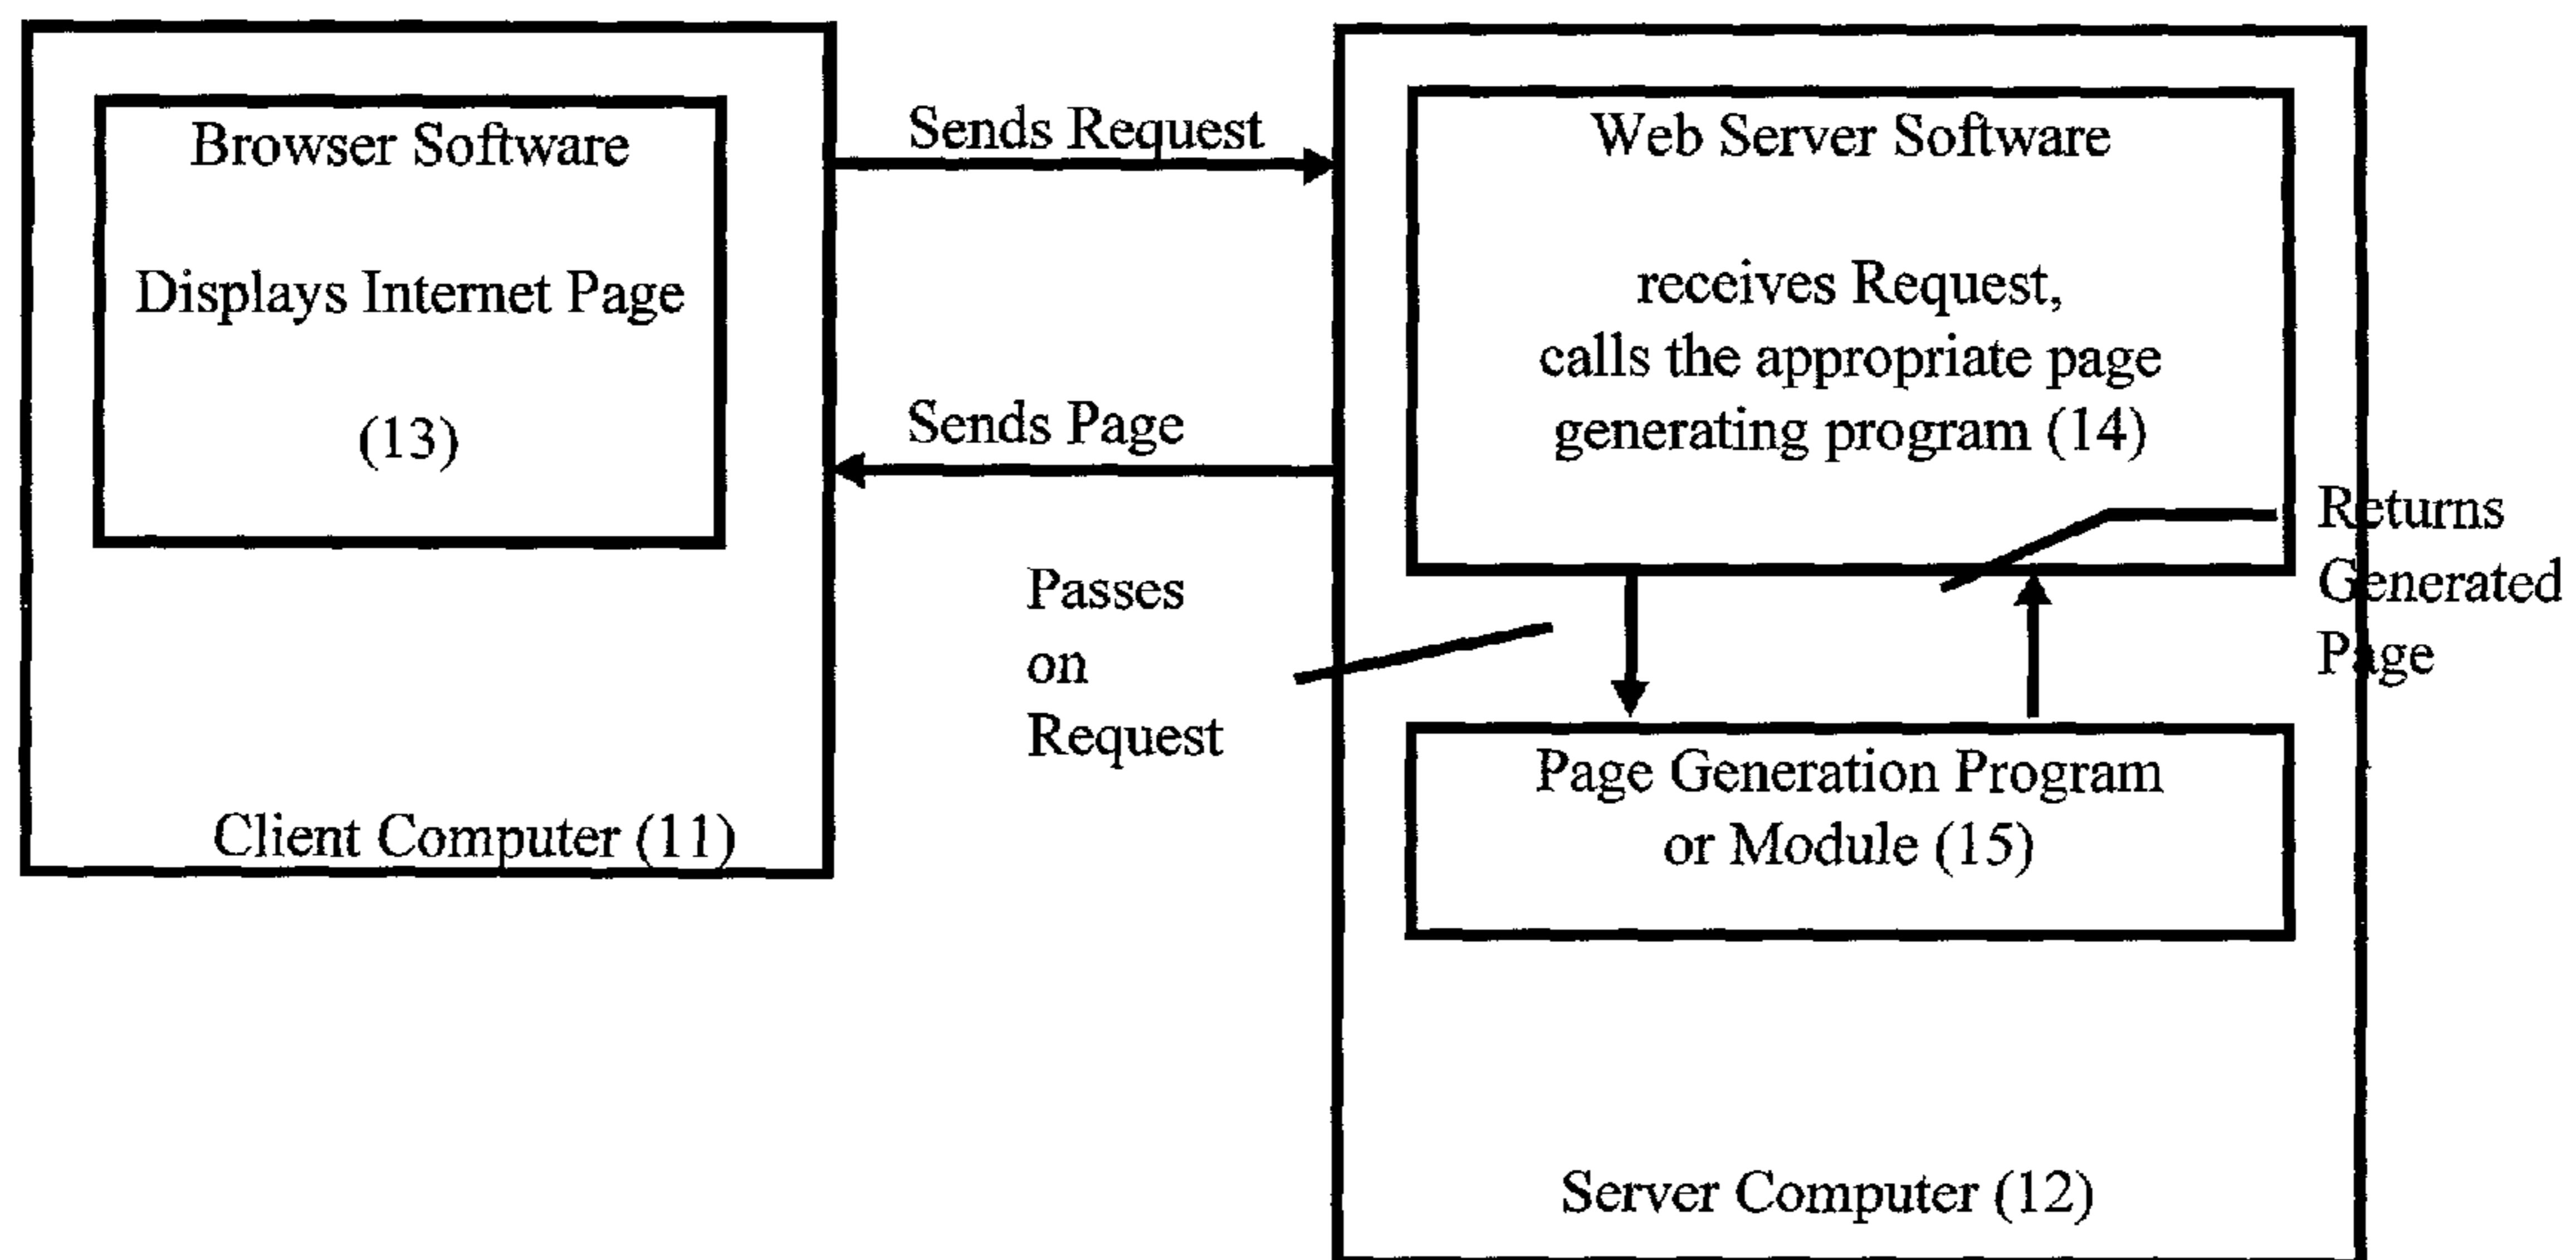 Browser Software
Displays Internet Page
(13)
Client Computer (11)
Sends Request
Sends Page
Passes
on
Request
Web Server Software
receives Request,
calls the appropriate page
generating program (14)
Returns
Generated
Page
Page Generation Program
or Module (15)
Server Computer (12)